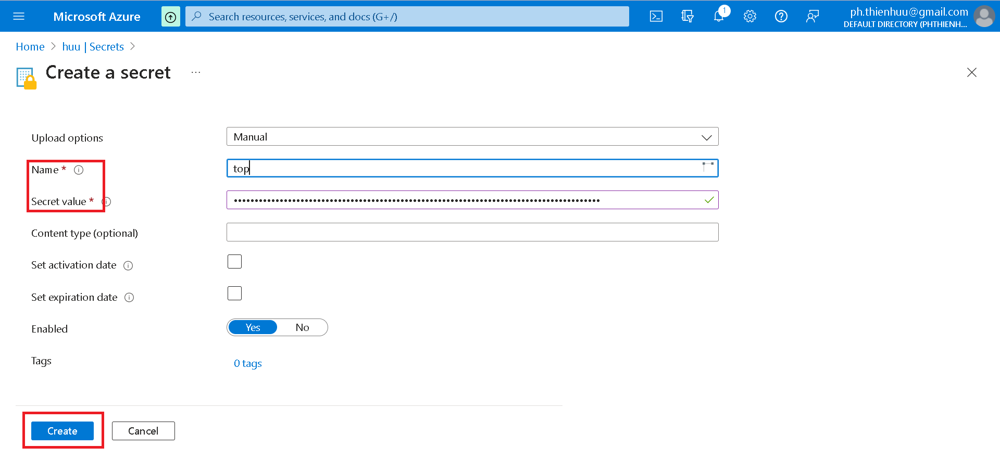 Microsoft Azure
Search resources, services, and docs (G+/)
1
ph.thienhuu@gmail.com
DEFAULT DIRECTORY (PHTHIENH...
Home > huu | Secrets >
Create a secret ...
Upload options
Manual
Name *
top
Secret value *
Content type (optional)
Set activation date
Set expiration date
Enabled
Yes No
Tags
0 tags
Create Cancel